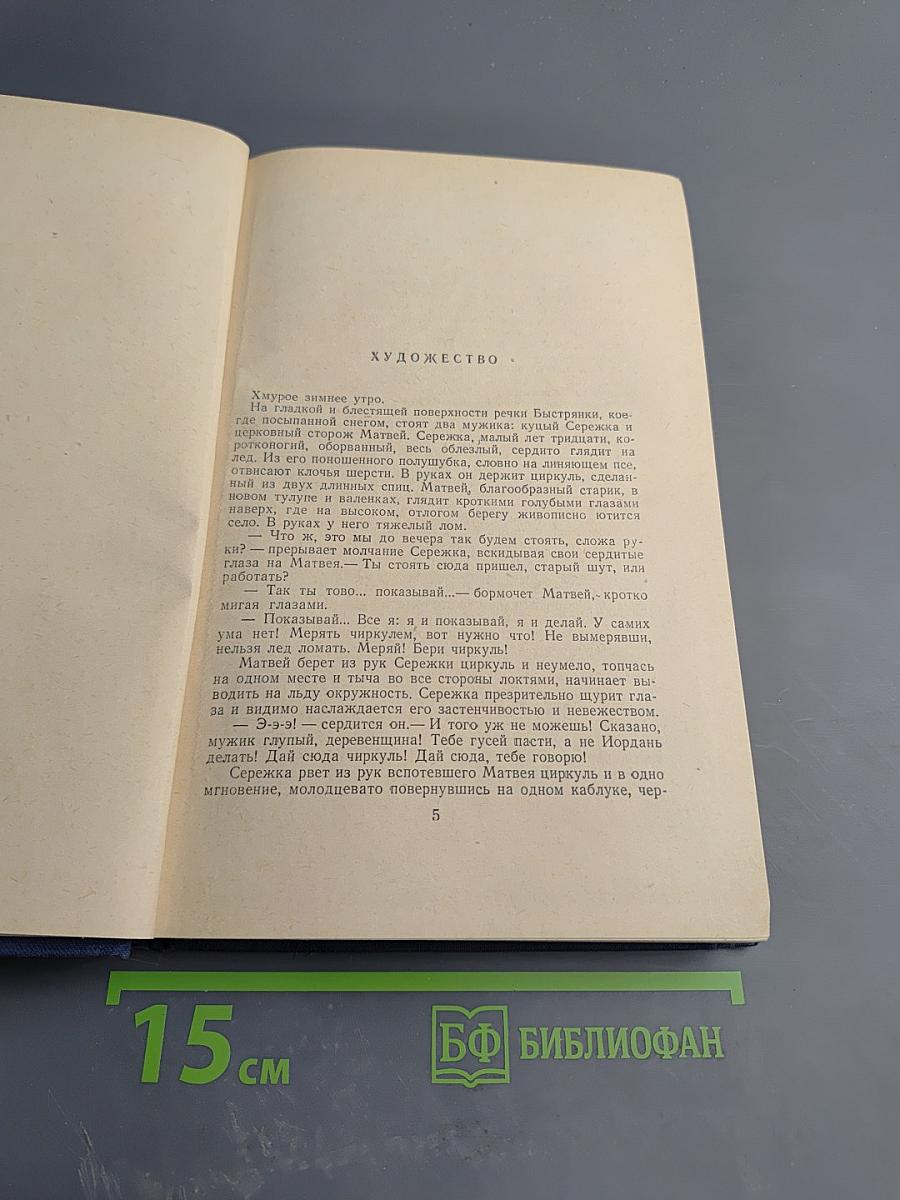 ХУДОЖЕСТВО
Хмурое зимнее утро.
На гладкой и блестящей поверхности речки Быстрянки, кое-
где посыпанной снегом, стоят два мужика: куцый Сережка и
церковный сторож Матвей. Сережка, малый лет тридцати, ко-
ротконогий, оборванный, весь облезлый, сердито глядит на
лед. Из его поношенного полушубка, словно на линяющем псе,
отвисают клочья шерсти. В руках он держит циркуль, сделан-
ный из двух длинных спиц. Матвей, благообразный старик, в
новом тулупе и валенках, глядит кроткими голубыми глазами
наверх, где на высоком, отлогом берегу живописно ютится
село. В руках у него тяжелый лом.
— Что ж, это мы до вечера так будем стоять, сложа ру-
ки? — прерывает молчание Сережка, вскидывая свои сердитые
глаза на Матвея.— Ты стоять сюда пришел, старый шут, или
работать?
— Так ты тово... показывай...— бормочет Матвей, кротко
мигая глазами.
— Показывай... Все я: я и показывай, я и делай. У самих
ума нет! Мерять чиркулем, вот нужно что! Не вымерявши,
нельзя лед ломать. Меряй! Бери чиркуль!
Матвей берет из рук Сережки циркуль и неумело, топчась
на одном месте и тыча во все стороны локтями, начинает вы-
водить на льду окружность. Сережка презрительно щурит гла-
за и видимо наслаждается его застенчивостью и невежеством.
— Э-э-э! — сердится он.— И того уж не можешь! Сказано,
мужик глупый, деревенщина! Тебе гусей пасти, а не Иордань
делать! Дай сюда чиркуль! Дай сюда, тебе говорю!
Сережка рвет из рук вспотевшего Матвея циркуль и в одно
мгновение, молодцевато повернувшись на одном каблуке, чер-
5
15 см
БФ БИБЛИОФАН